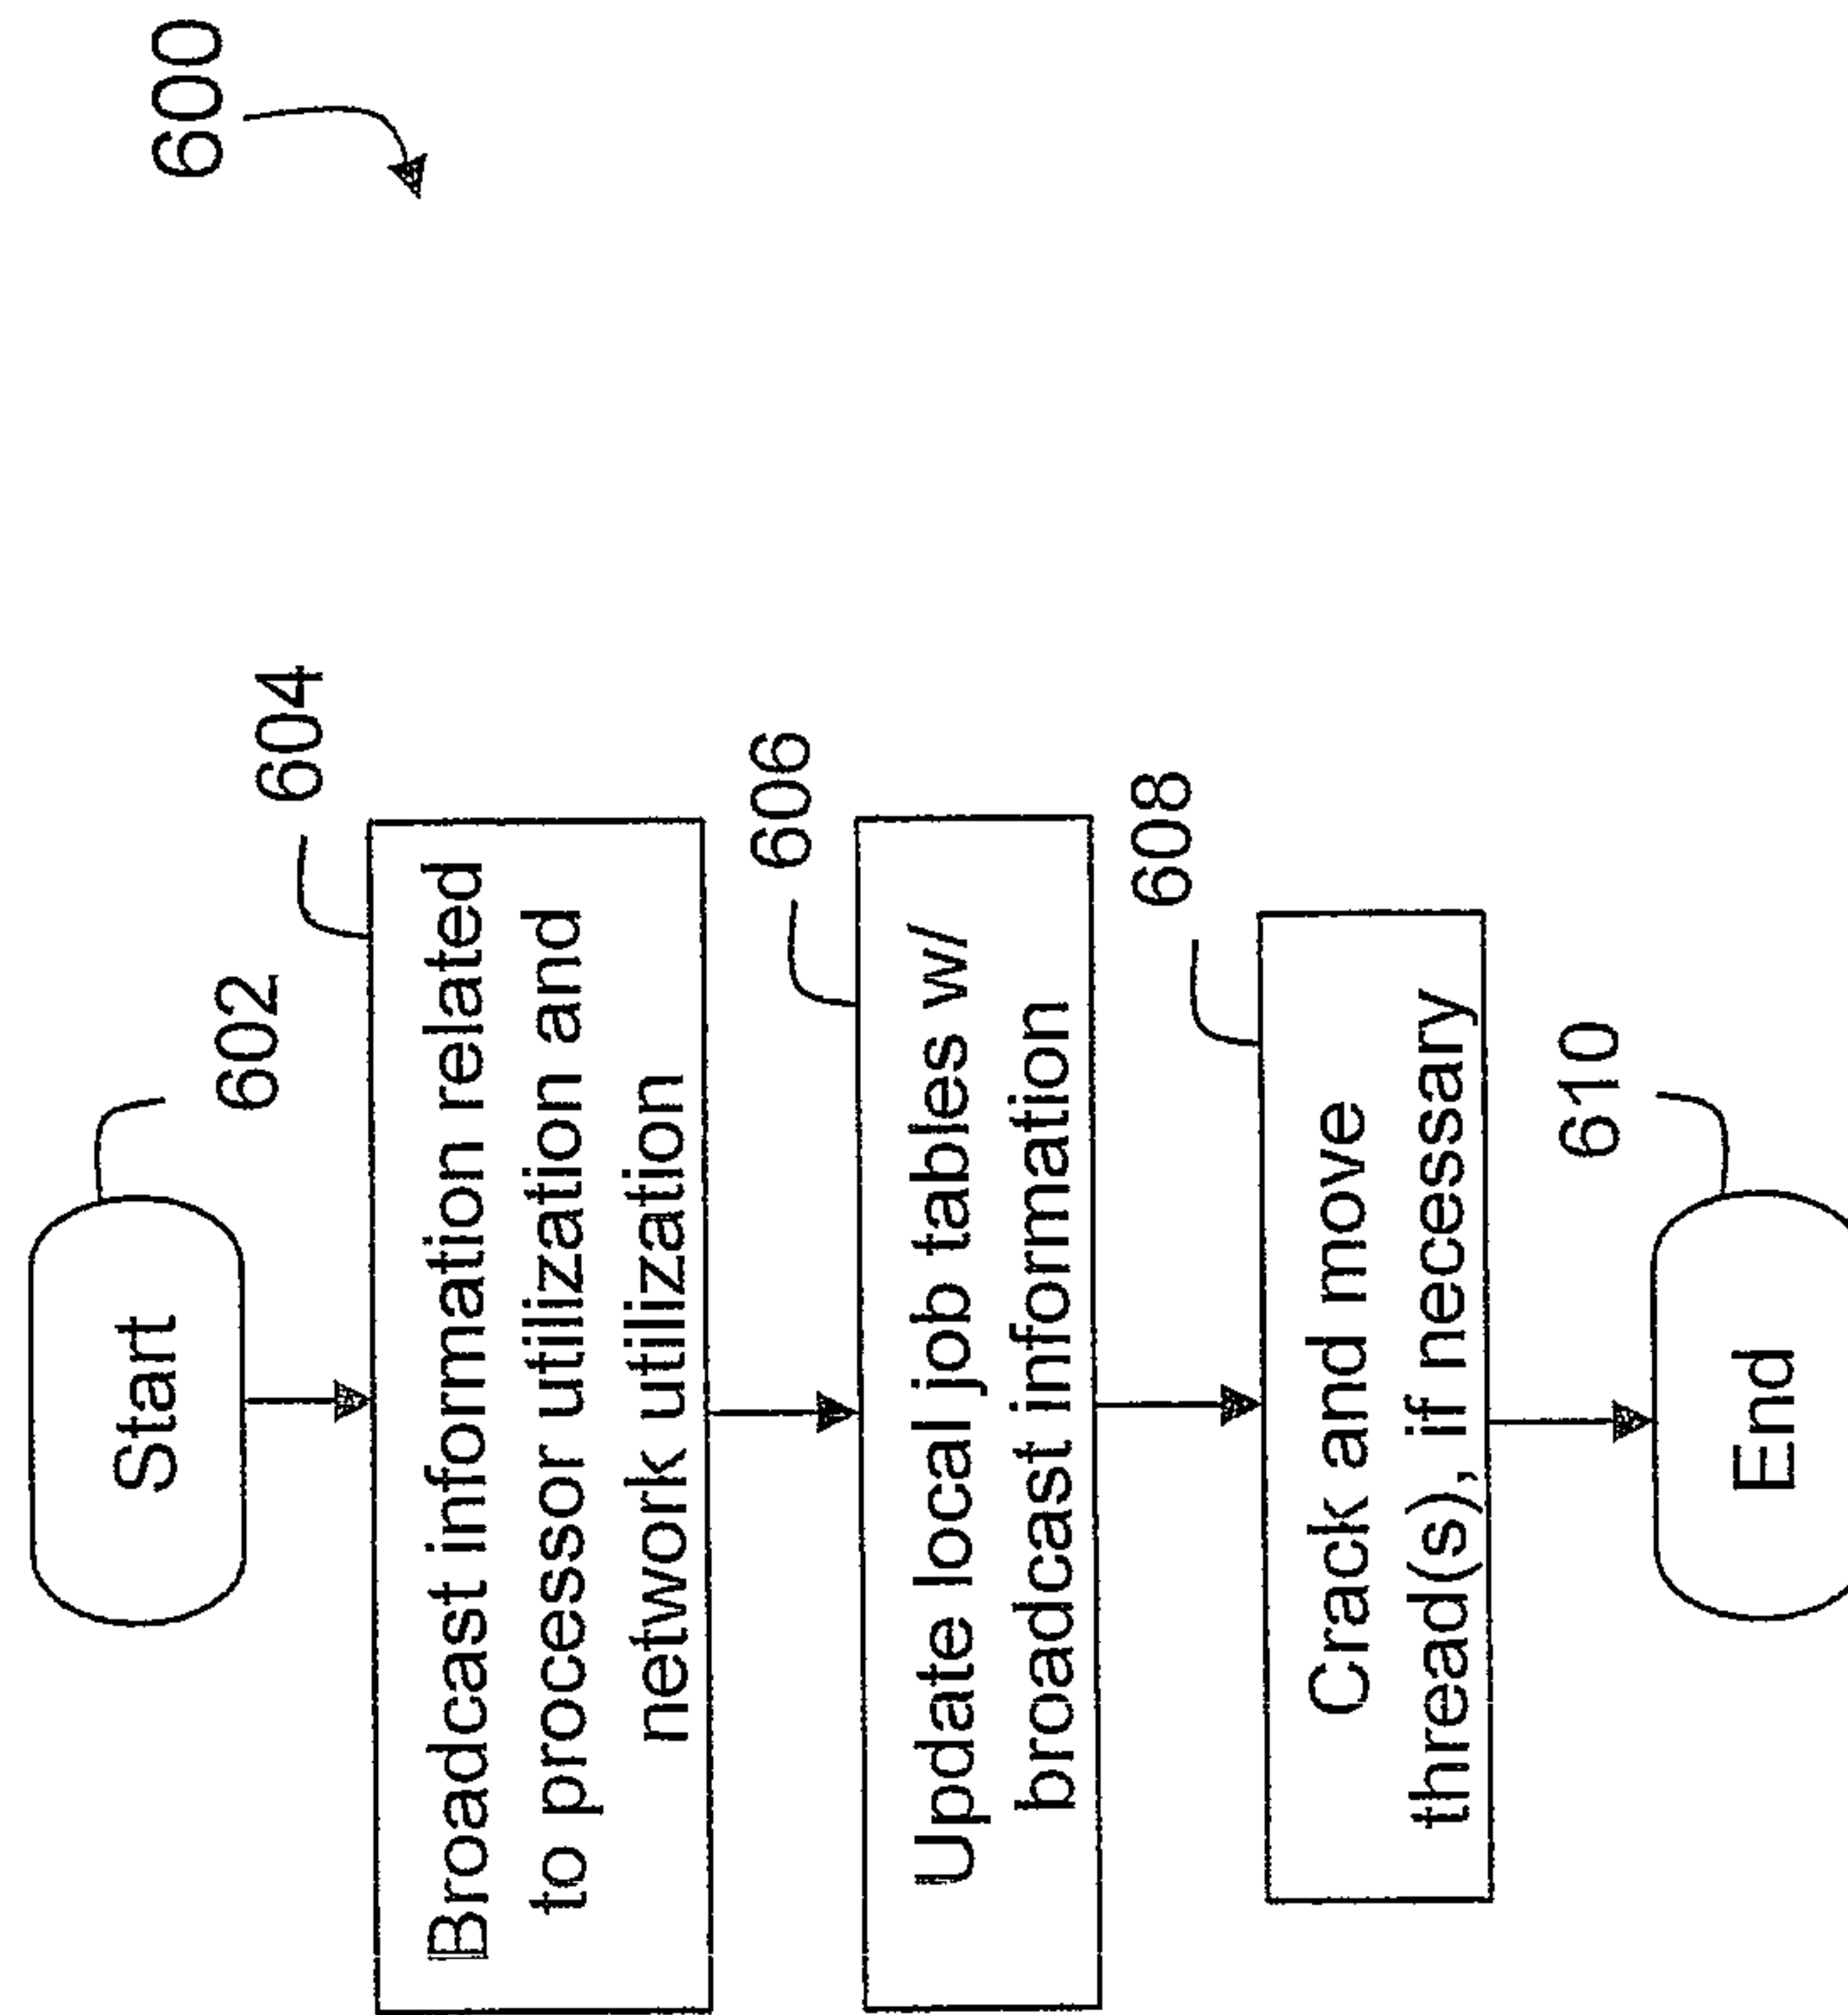 600
Start
602
604
Broadcast information related
to processor utilization and
network utilization
606
Update local job tables w/
broadcast information
608
Crack and move
thread(s), if necessary
610
End